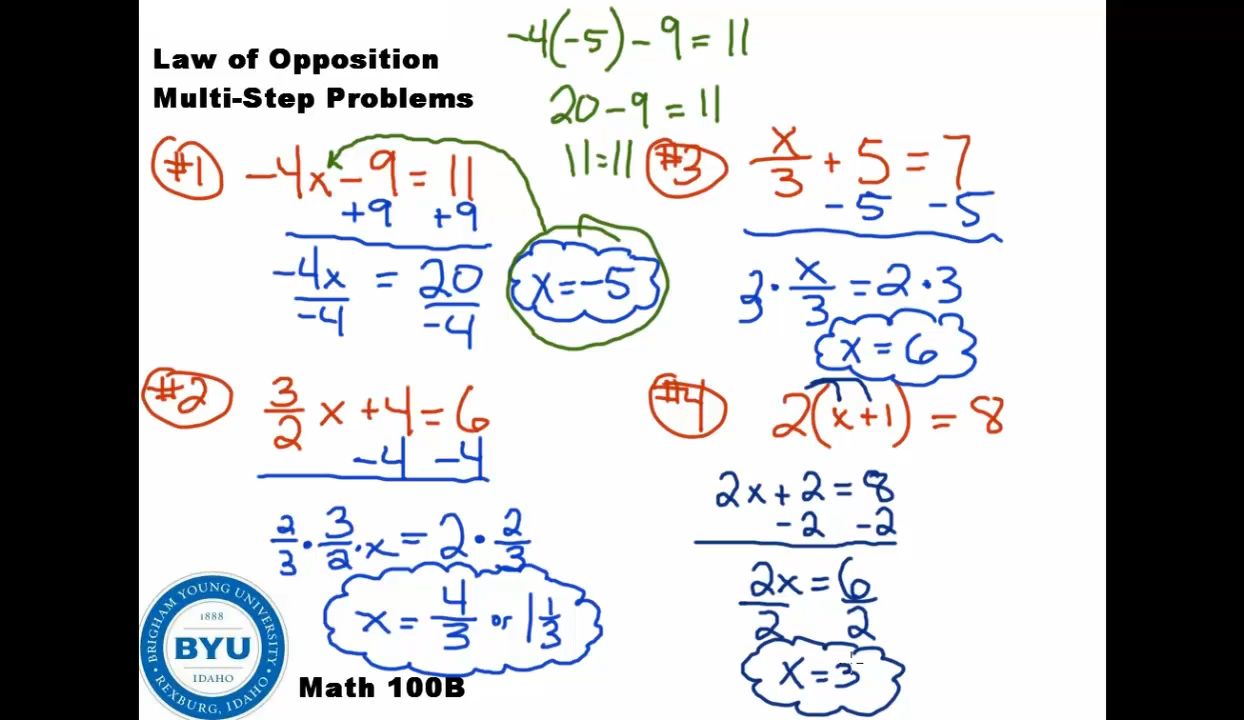 Law of Opposition
Multi-Step Problems
-4(-5) - 9 = 11
20 - 9 = 11
11 = 11
#1
-4x - 9 = 11
+9 +9
-4x = 20
-4 -4
x = -5
#2
3/2 x + 4 = 6
-4 -4
2/3 · 3/2 · x = 2 · 2/3
x = 4/3 or 1 1/3
#3
x/3 + 5 = 7
-5 -5
3 · x/3 = 2 · 3
x = 6
#4
2(x + 1) = 8
2x + 2 = 8
-2 -2
2x = 6
2 2
x = 3
BRIGHAM YOUNG UNIVERSITY
1888
BYU
IDAHO
REXBURG, IDAHO
Math 100B